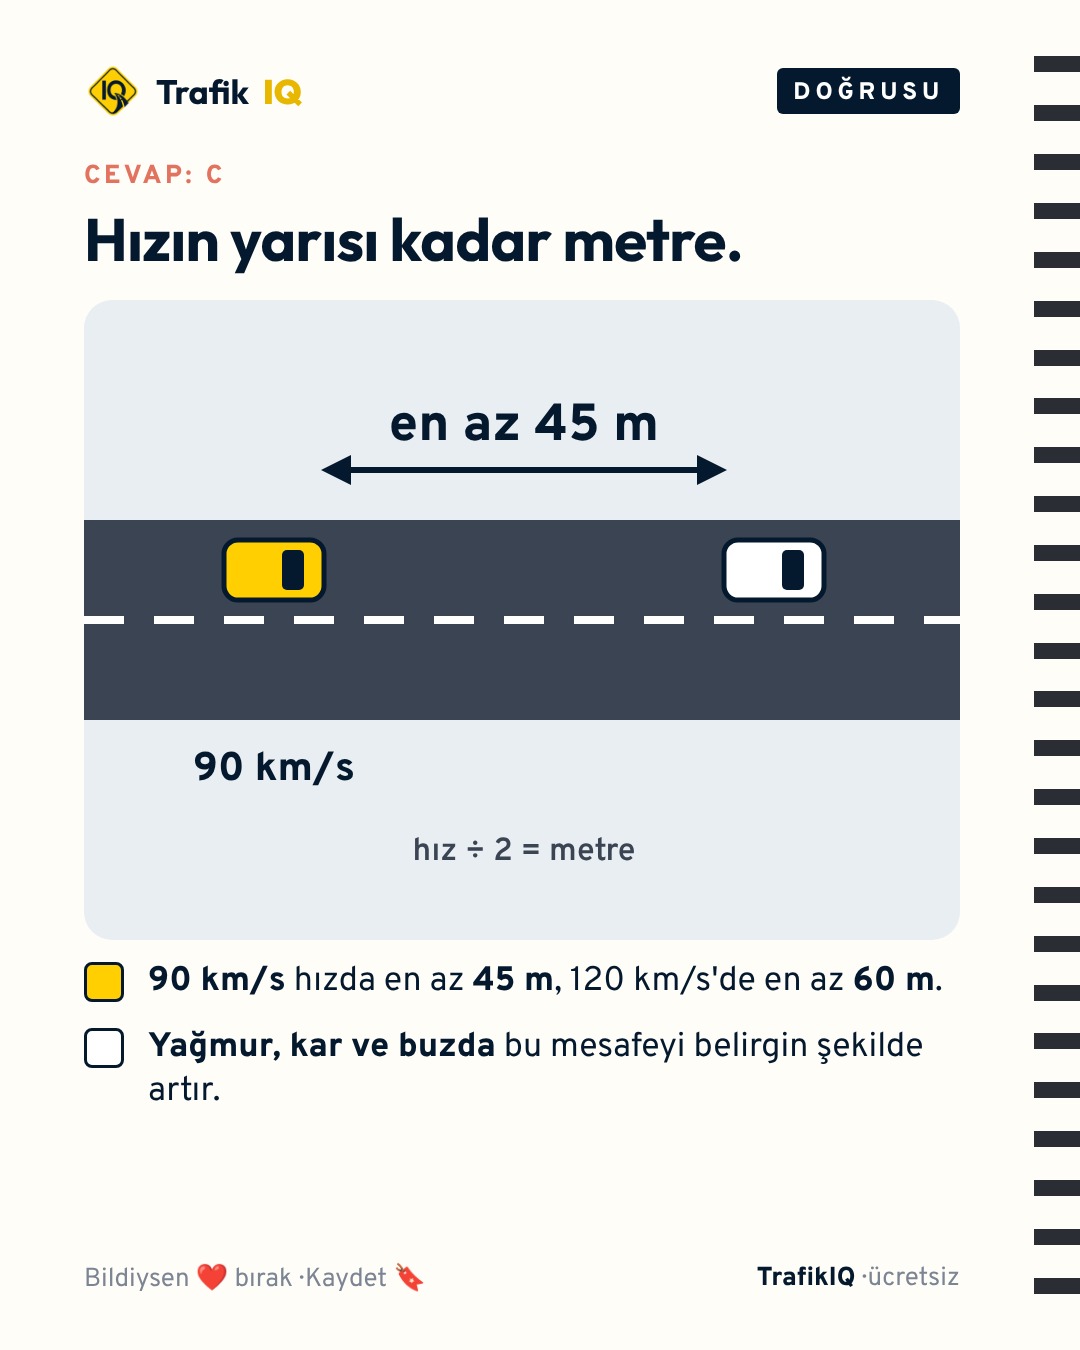 IQ
Trafik IQ
DOĞRUSU
CEVAP: C
Hızın yarısı kadar metre.
en az 45 m
90 km/s
hız ÷ 2 = metre
90 km/s hızda en az 45 m, 120 km/s'de en az 60 m.
Yağmur, kar ve buzda bu mesafeyi belirgin şekilde
artır.
Bildiysen ❤️ bırak ·Kaydet 🔖
TrafikIQ ·ücretsiz